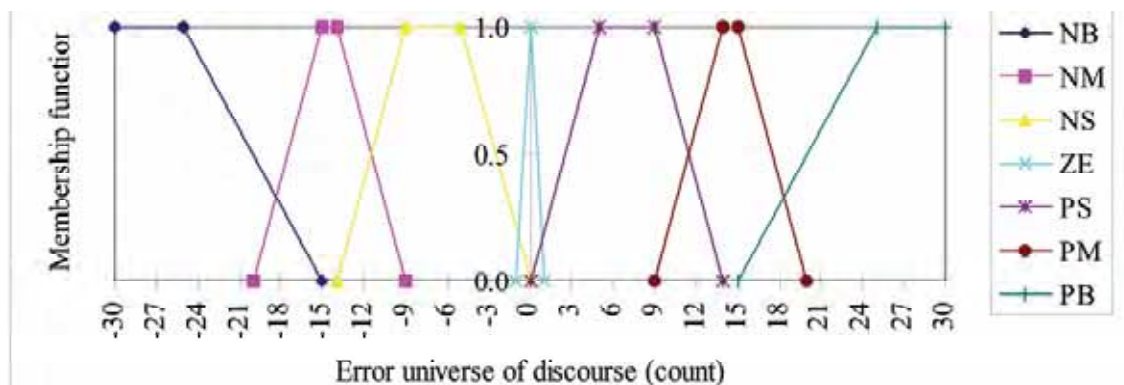 Membership functior
1.0
0.5
0.0
-30 -27 -24 -21 -18 -15 -12 -9 -6 -3 0 3 6 9 12 15 18 21 24 27 30
Error universe of discourse (count)
NB
NM
NS
ZE
PS
PM
PB